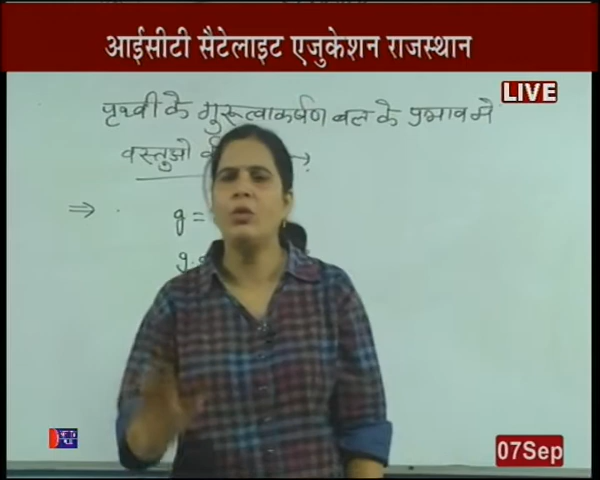 आईसीटी सैटेलाइट एजुकेशन राजस्थान
LIVE
पृथ्वी के गुरूत्वाकर्षण बल के प्रभाव में
वस्तुओ
⇒
g =
07Sep